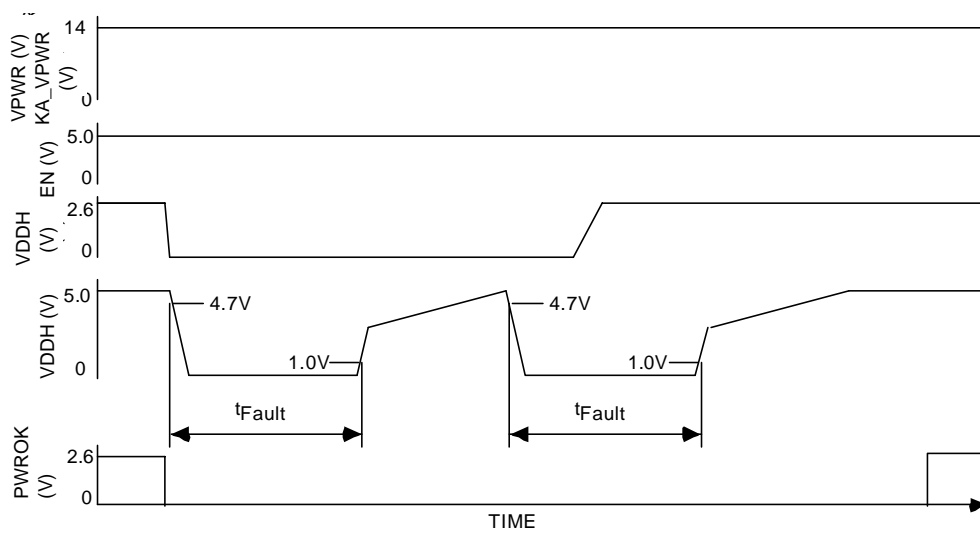 VPWR (V)
KA_VPWR
(V)
14
0
EN (V)
5.0
0
VDDH
(V)
2.6
0
VDDH (V)
5.0
0
4.7V
1.0V
4.7V
1.0V
tFault
tFault
PWROK
(V)
2.6
0
TIME